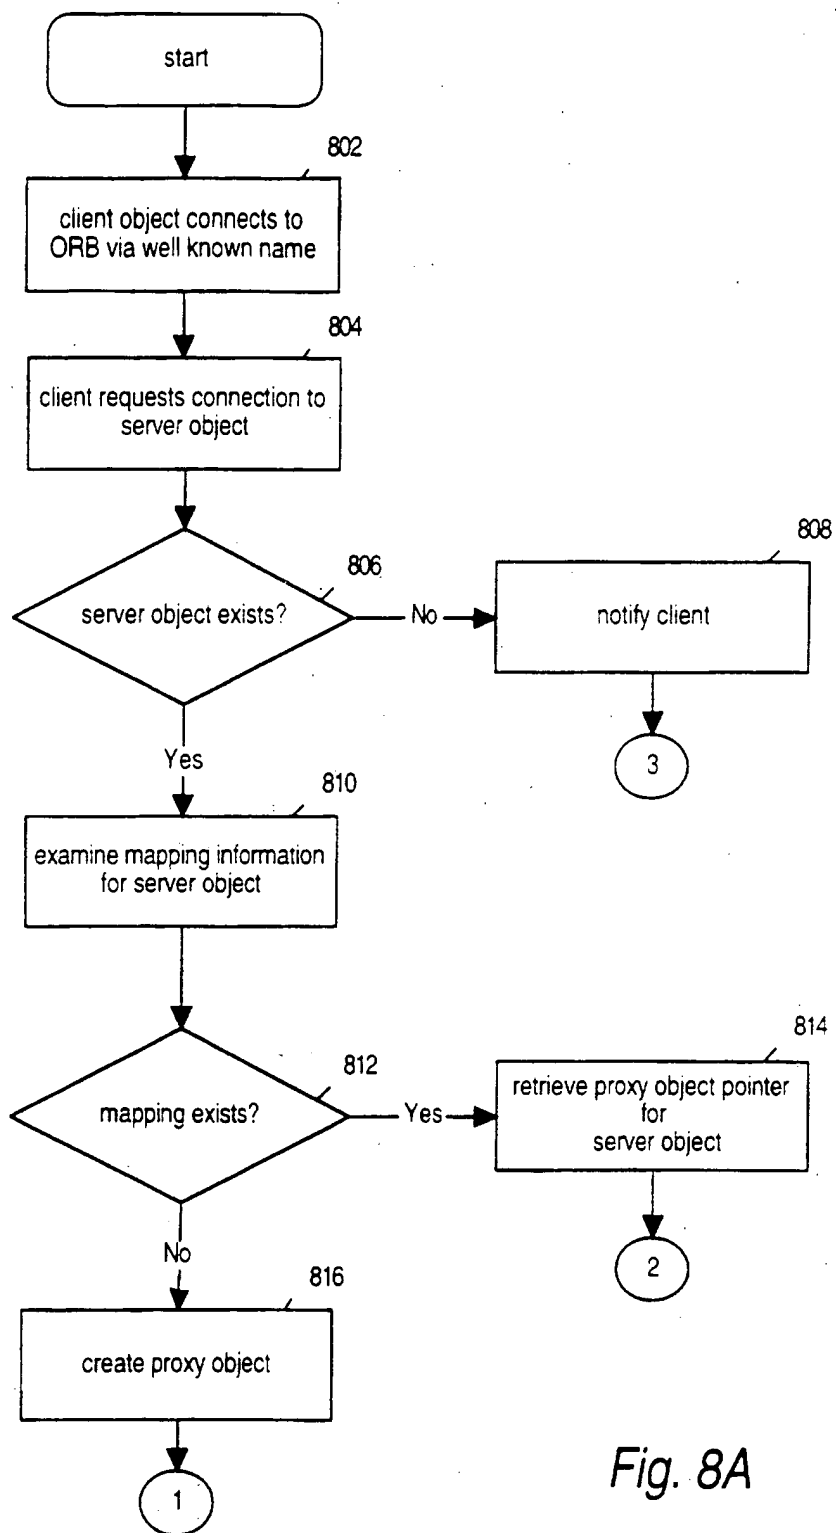 start
802
client object connects to
ORB via well known name
804
client requests connection to
server object
806
server object exists?
No
808
notify client
3
Yes
810
examine mapping information
for server object
812
mapping exists?
Yes
814
retrieve proxy object pointer
for
server object
2
No
816
create proxy object
1
Fig. 8A